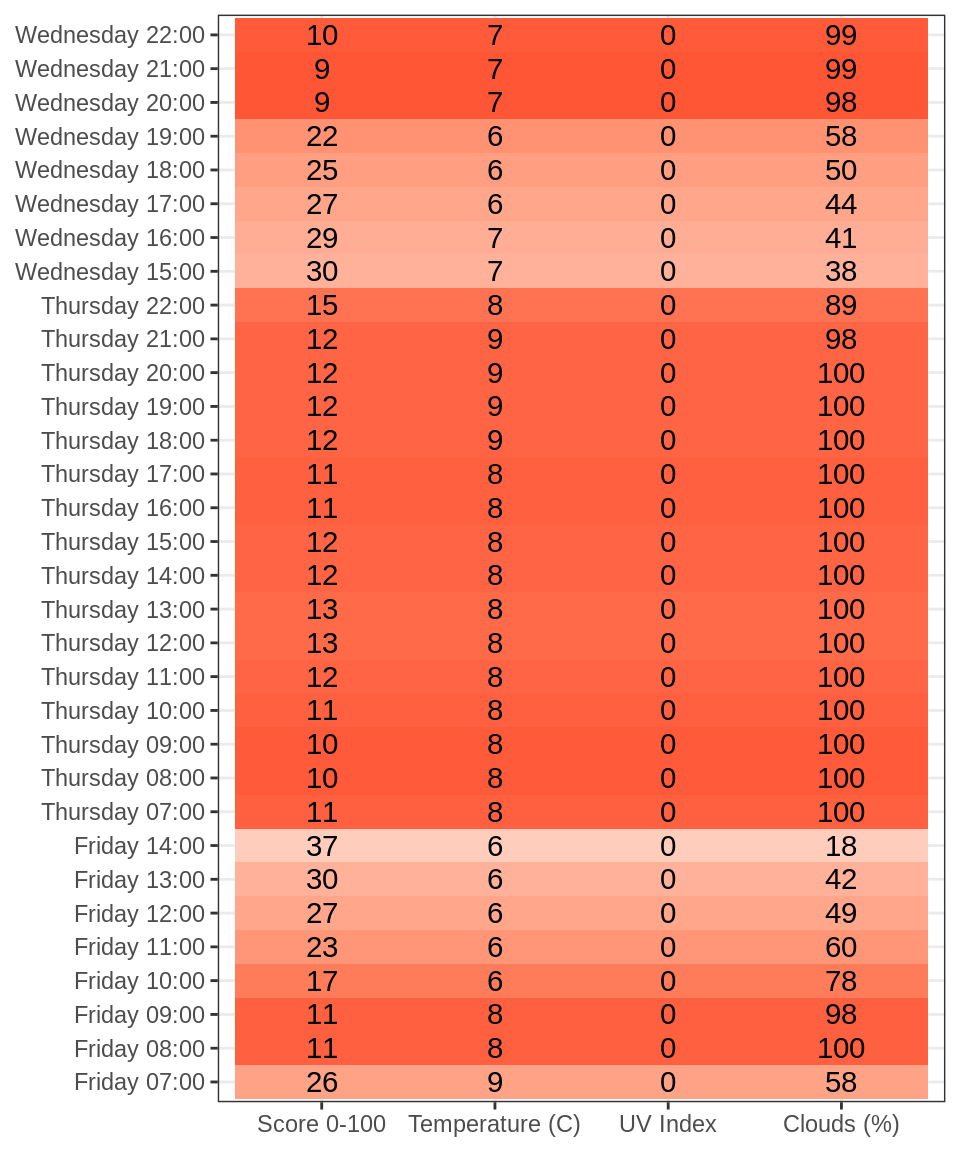 Wednesday 22:00 10 7 0 99
Wednesday 21:00 9 7 0 99
Wednesday 20:00 9 7 0 98
Wednesday 19:00 22 6 0 58
Wednesday 18:00 25 6 0 50
Wednesday 17:00 27 6 0 44
Wednesday 16:00 29 7 0 41
Wednesday 15:00 30 7 0 38
Thursday 22:00 15 8 0 89
Thursday 21:00 12 9 0 98
Thursday 20:00 12 9 0 100
Thursday 19:00 12 9 0 100
Thursday 18:00 12 9 0 100
Thursday 17:00 11 8 0 100
Thursday 16:00 11 8 0 100
Thursday 15:00 12 8 0 100
Thursday 14:00 12 8 0 100
Thursday 13:00 13 8 0 100
Thursday 12:00 13 8 0 100
Thursday 11:00 12 8 0 100
Thursday 10:00 11 8 0 100
Thursday 09:00 10 8 0 100
Thursday 08:00 10 8 0 100
Thursday 07:00 11 8 0 100
Friday 14:00 37 6 0 18
Friday 13:00 30 6 0 42
Friday 12:00 27 6 0 49
Friday 11:00 23 6 0 60
Friday 10:00 17 6 0 78
Friday 09:00 11 8 0 98
Friday 08:00 11 8 0 100
Friday 07:00 26 9 0 58
Score 0-100 Temperature (C) UV Index Clouds (%)